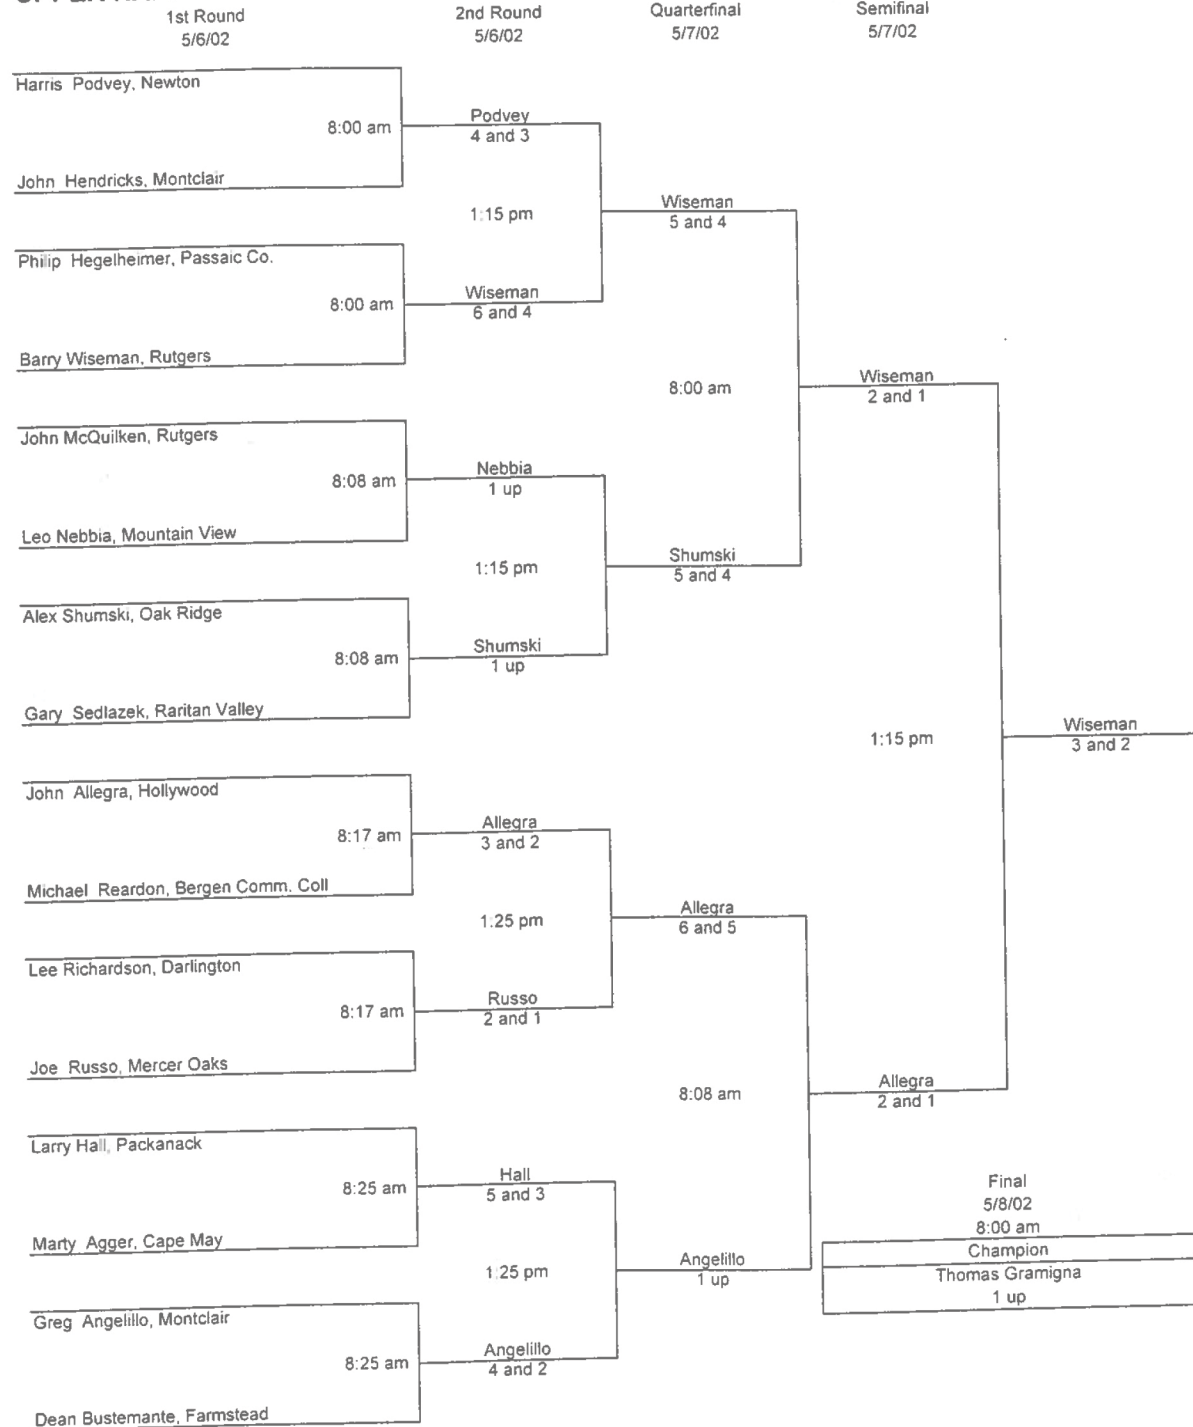 1st Round
5/6/02
2nd Round
5/6/02
Quarterfinal
5/7/02
Semifinal
5/7/02
Harris Podvey, Newton
8:00 am
John Hendricks, Montclair
Podvey
4 and 3
1:15 pm
Wiseman
5 and 4
Philip Hegelheimer, Passaic Co.
8:00 am
Barry Wiseman, Rutgers
Wiseman
6 and 4
8:00 am
Wiseman
2 and 1
John McQuilken, Rutgers
8:08 am
Leo Nebbia, Mountain View
Nebbia
1 up
1:15 pm
Shumski
5 and 4
Alex Shumski, Oak Ridge
8:08 am
Gary Sedlazek, Raritan Valley
Shumski
1 up
1:15 pm
Wiseman
3 and 2
John Allegra, Hollywood
8:17 am
Michael Reardon, Bergen Comm. Coll
Allegra
3 and 2
1:25 pm
Allegra
6 and 5
Lee Richardson, Darlington
8:17 am
Joe Russo, Mercer Oaks
Russo
2 and 1
8:08 am
Allegra
2 and 1
Larry Hall, Packanack
8:25 am
Marty Agger, Cape May
Hall
5 and 3
1:25 pm
Angelillo
1 up
Greg Angelillo, Montclair
8:25 am
Dean Bustemante, Farmstead
Angelillo
4 and 2
Final
5/8/02
8:00 am
Champion
Thomas Gramigna
1 up